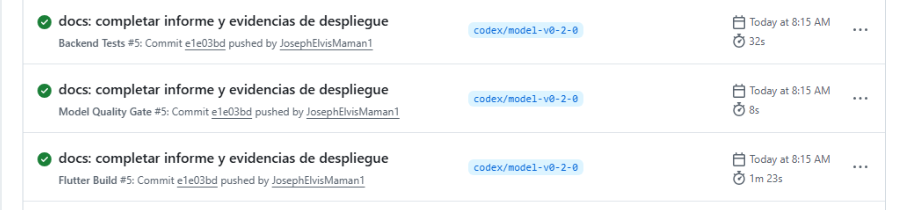 docs: completar informe y evidencias de despliegue
Backend Tests #5: Commit e1e03bd pushed by JosephElvisMaman1
codex/model-v0-2-0
Today at 8:15 AM
32s
docs: completar informe y evidencias de despliegue
Model Quality Gate #5: Commit e1e03bd pushed by JosephElvisMaman1
codex/model-v0-2-0
Today at 8:15 AM
8s
docs: completar informe y evidencias de despliegue
Flutter Build #5: Commit e1e03bd pushed by JosephElvisMaman1
codex/model-v0-2-0
Today at 8:15 AM
1m 23s